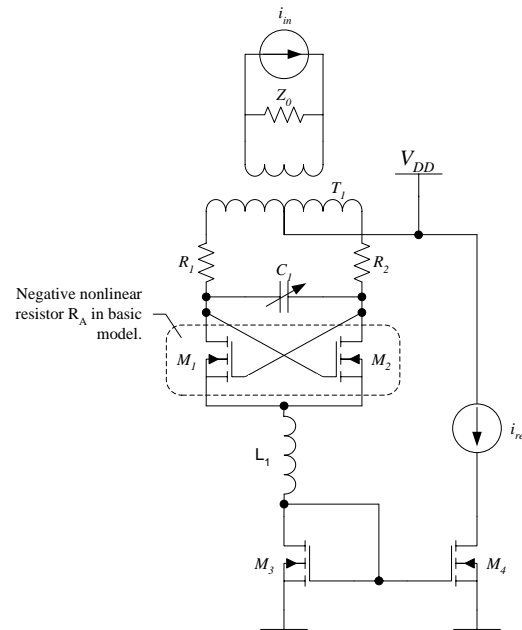 i_in
Z_0
V_DD
T_1
R_1
C_1
R_2
Negative nonlinear
resistor R_A in basic
model.
M_1
M_2
i_re
L_1
M_3
M_4